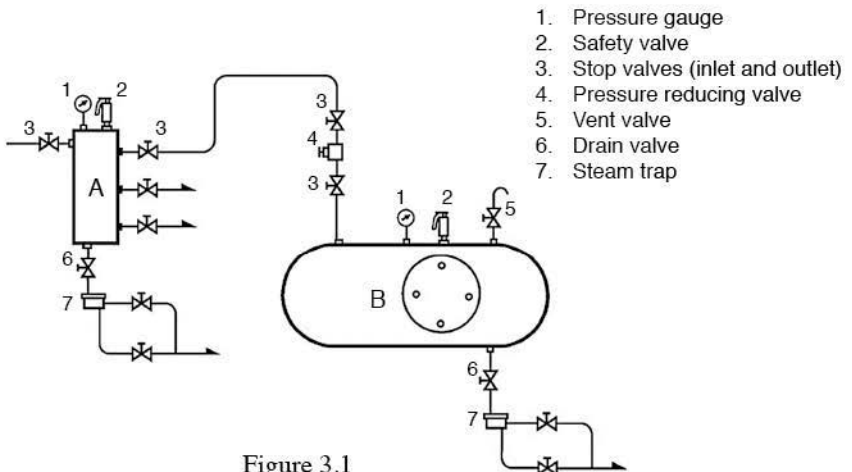 1. Pressure gauge
2. Safety valve
3. Stop valves (inlet and outlet)
4. Pressure reducing valve
5. Vent valve
6. Drain valve
7. Steam trap
1 2
3 3
A
3
4
3
1 2
5
6
7
B
6
7
Figure 3.1